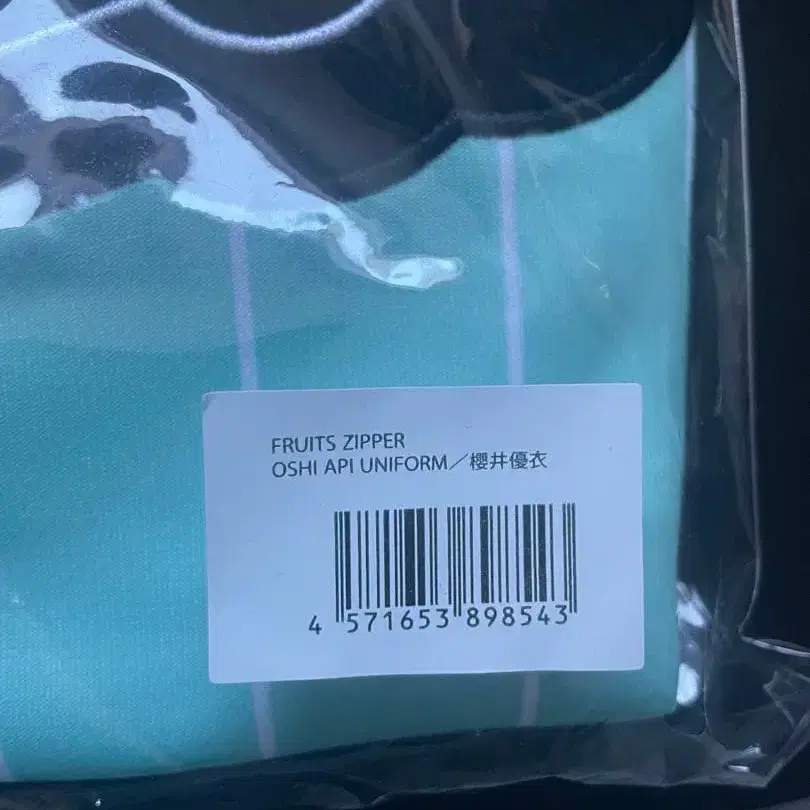 FRUITS ZIPPER
OSHI API UNIFORM／櫻井優衣
4 571653 898543